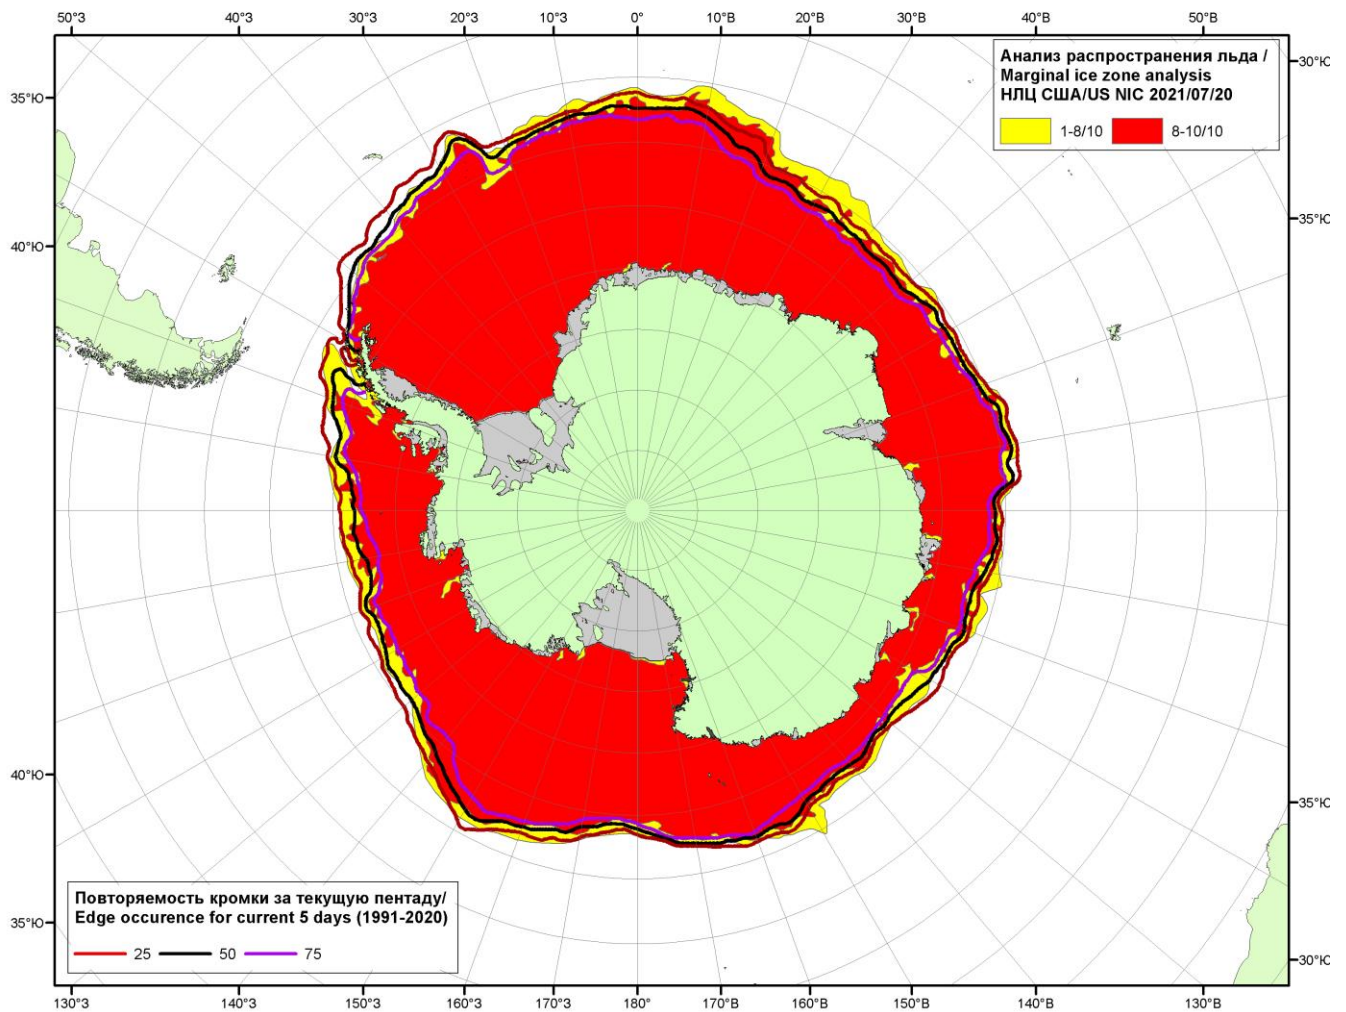 50°З 40°З 30°З 20°З 10°З 0° 10°В 20°В 30°В 40°В 50°В
Анализ распространения льда /
Marginal ice zone analysis
НЛЦ США/US NIC 2021/07/20
1-8/10 8-10/10
30°Ю
35°Ю
35°Ю
40°Ю
40°Ю
35°Ю
Повторяемость кромки за текущую пентаду/
Edge occurence for current 5 days (1991-2020)
25 50 75
35°Ю
30°Ю
130°З 140°З 150°З 160°З 170°З 180° 170°В 160°В 150°В 140°В 130°В